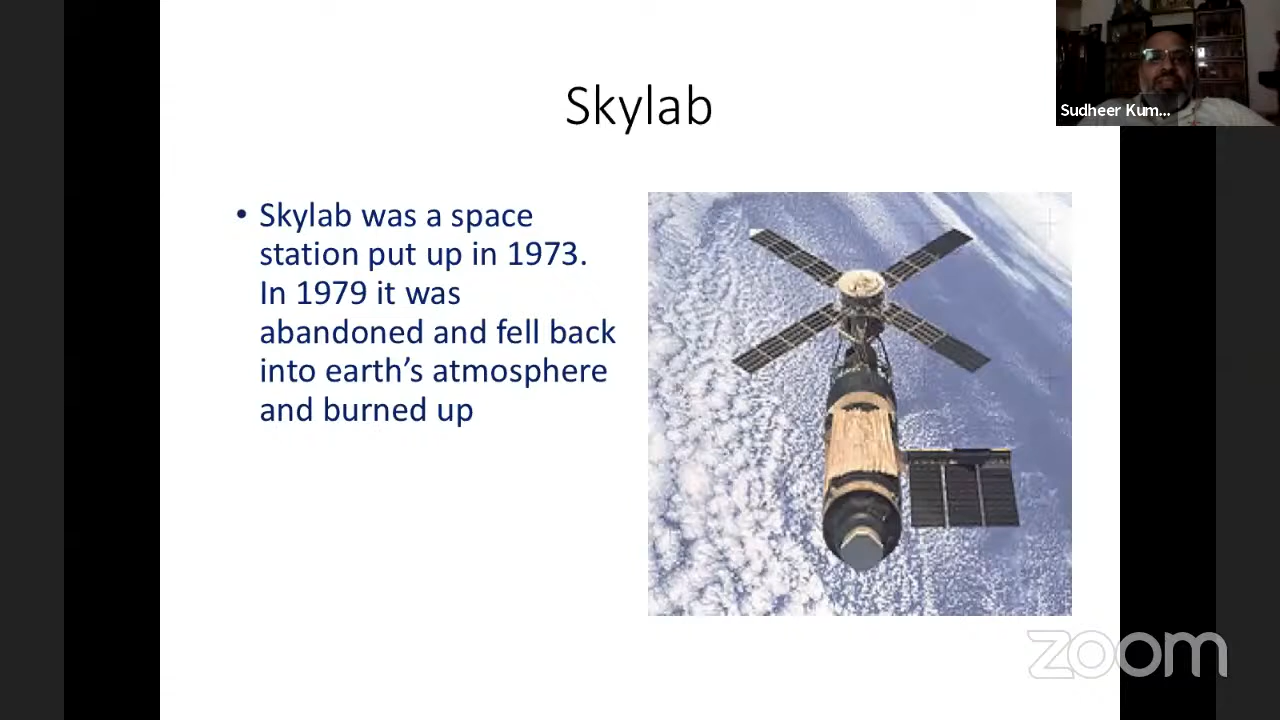 Skylab
Sudheer Kum...
• Skylab was a space
station put up in 1973.
In 1979 it was
abandoned and fell back
into earth's atmosphere
and burned up
zoom